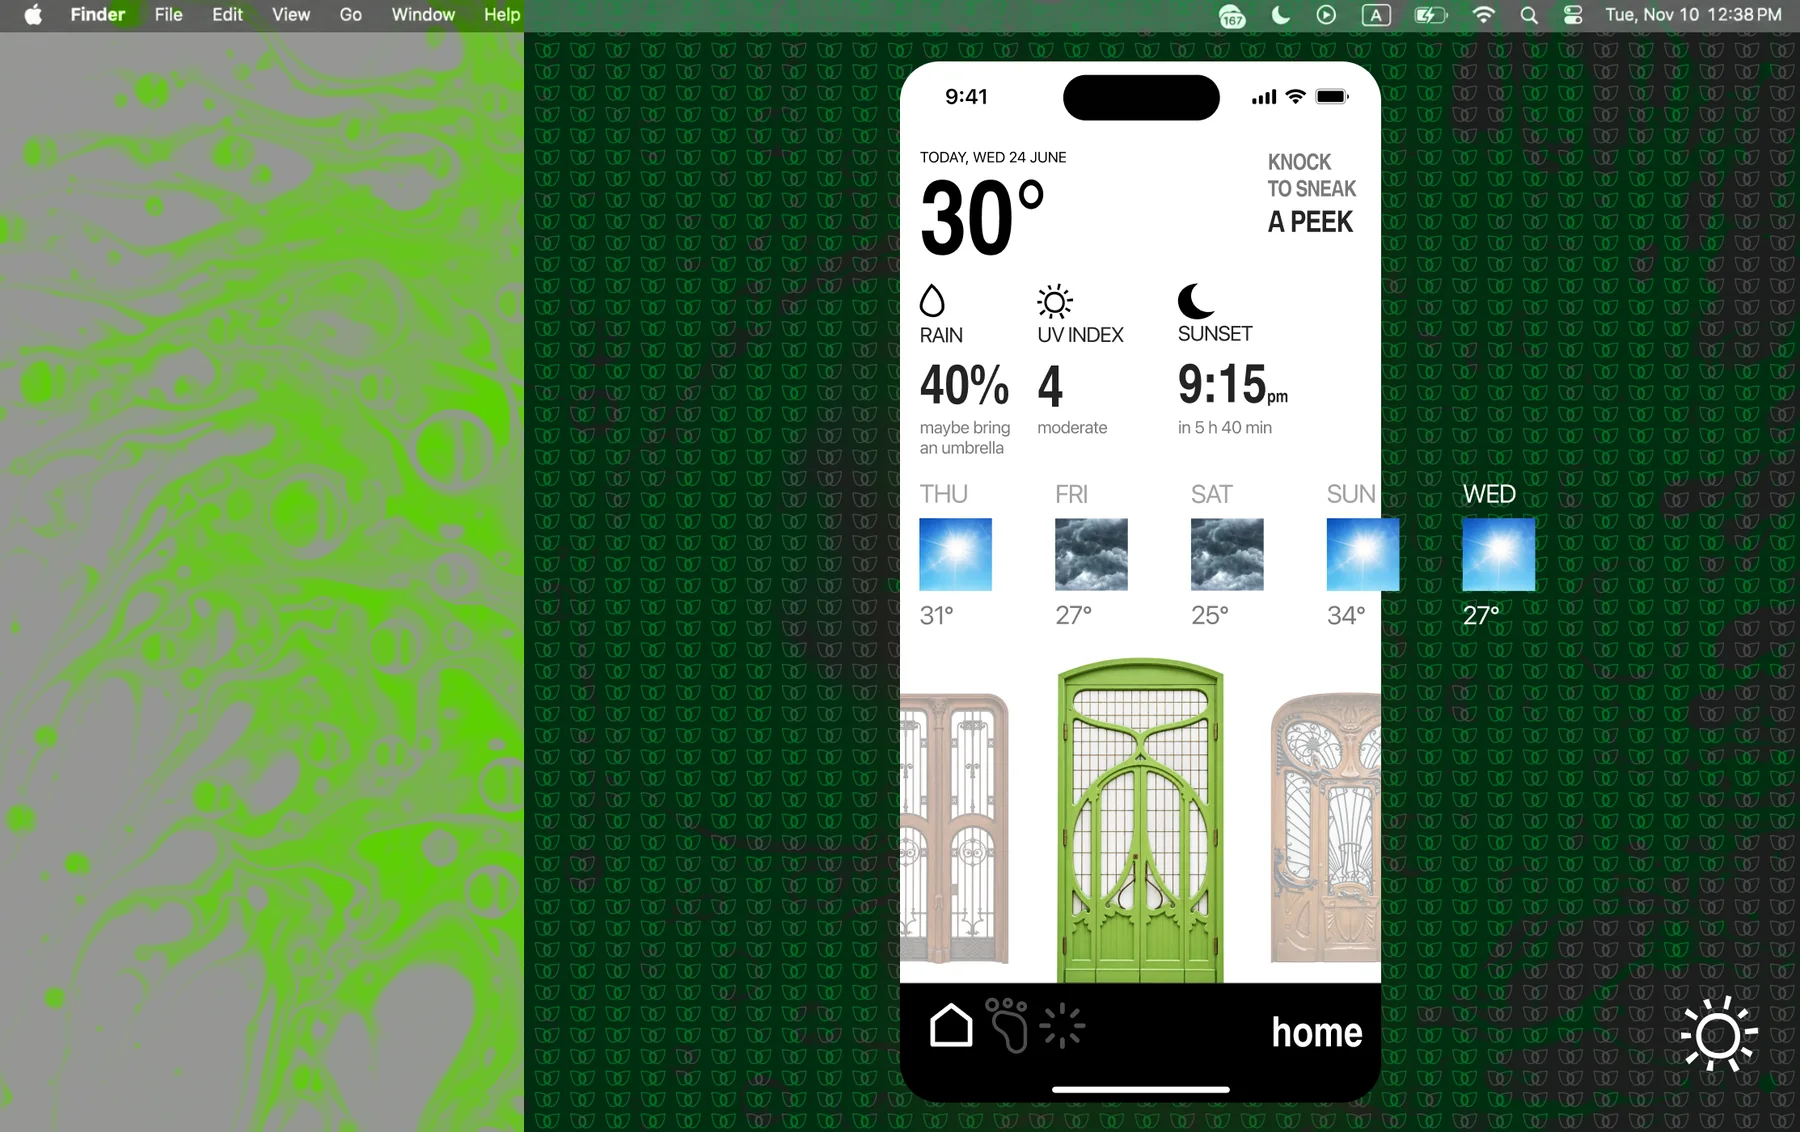 Finder File Edit View Go Window Help
167 A Tue, Nov 10 12:38 PM
9:41
TODAY, WED 24 JUNE
30°
KNOCK
TO SNEAK
A PEEK
RAIN
40%
maybe bring
an umbrella
UV INDEX
4
moderate
SUNSET
9:15pm
in 5 h 40 min
THU FRI SAT SUN WED
31° 27° 25° 34° 27°
home